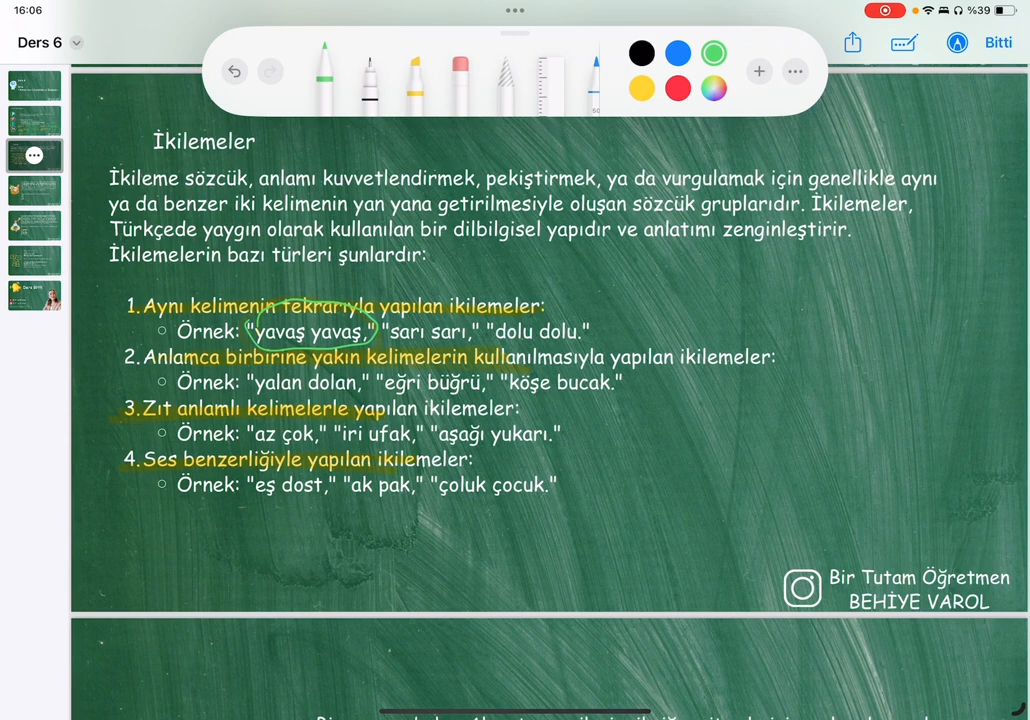 16:06
%39
Ders 6
Bitti
50
İkilemeler
İkileme sözcük, anlamı kuvvetlendirmek, pekiştirmek, ya da vurgulamak için genellikle aynı
ya da benzer iki kelimenin yan yana getirilmesiyle oluşan sözcük gruplarıdır. İkilemeler,
Türkçede yaygın olarak kullanılan bir dilbilgisel yapıdır ve anlatımı zenginleştirir.
İkilemelerin bazı türleri şunlardır:
1. Aynı kelimenin tekrarıyla yapılan ikilemeler:
○ Örnek: "yavaş yavaş," "sarı sarı," "dolu dolu."
2. Anlamca birbirine yakın kelimelerin kullanılmasıyla yapılan ikilemeler:
○ Örnek: "yalan dolan," "eğri büğrü," "köşe bucak."
3. Zıt anlamlı kelimelerle yapılan ikilemeler:
○ Örnek: "az çok," "iri ufak," "aşağı yukarı."
4. Ses benzerliğiyle yapılan ikilemeler:
○ Örnek: "eş dost," "ak pak," "çoluk çocuk."
Bir Tutam Öğretmen
BEHİYE VAROL